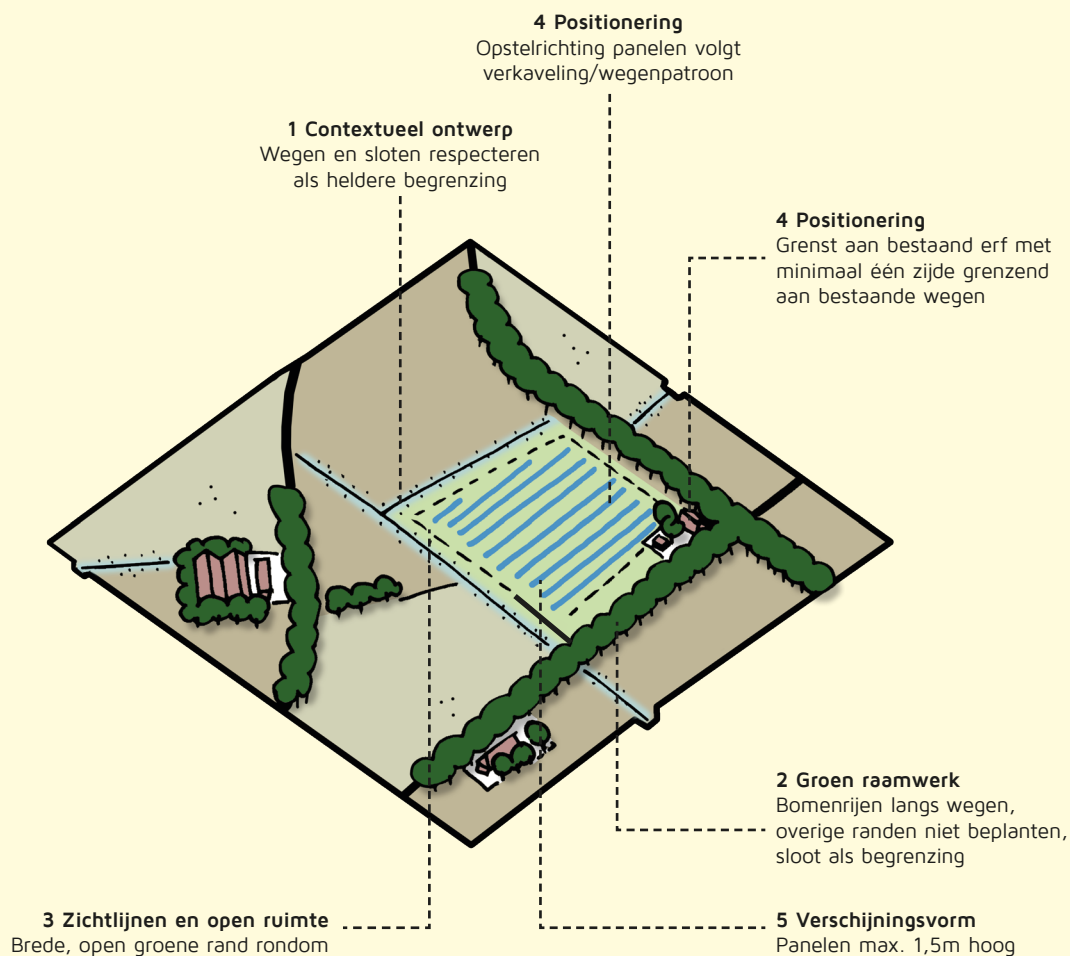 4 Positionering
Opstelrichting panelen volgt
verkaveling/wegenpatroon
1 Contextueel ontwerp
Wegen en sloten respecteren
als heldere begrenzing
4 Positionering
Grenst aan bestaand erf met
minimaal één zijde grenzend
aan bestaande wegen
2 Groen raamwerk
Bomenrijen langs wegen,
overige randen niet beplanten,
sloot als begrenzing
3 Zichtlijnen en open ruimte
Brede, open groene rand rondom
5 Verschijningsvorm
Panelen max. 1,5m hoog